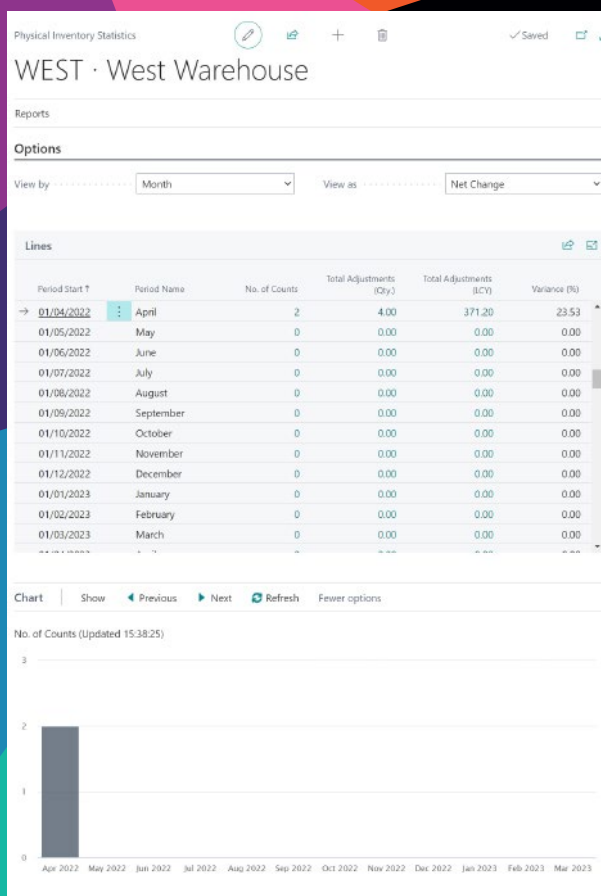 Physical Inventory Statistics
Saved
WEST · West Warehouse
Reports
Options
View by Month View as Net Change
Lines
Period Start ↑ Period Name No. of Counts Total Adjustments (Qty.) Total Adjustments (LCY) Variance (%)
01/04/2022 April 2 4.00 371.20 23.53
01/05/2022 May 0 0.00 0.00 0.00
01/06/2022 June 0 0.00 0.00 0.00
01/07/2022 July 0 0.00 0.00 0.00
01/08/2022 August 0 0.00 0.00 0.00
01/09/2022 September 0 0.00 0.00 0.00
01/10/2022 October 0 0.00 0.00 0.00
01/11/2022 November 0 0.00 0.00 0.00
01/12/2022 December 0 0.00 0.00 0.00
01/01/2023 January 0 0.00 0.00 0.00
01/02/2023 February 0 0.00 0.00 0.00
01/03/2023 March 0 0.00 0.00 0.00
Chart Show Previous Next Refresh Fewer options
No. of Counts (Updated 15:38:25)
3
2
1
0
Apr 2022 May 2022 Jun 2022 Jul 2022 Aug 2022 Sep 2022 Oct 2022 Nov 2022 Dec 2022 Jan 2023 Feb 2023 Mar 2023